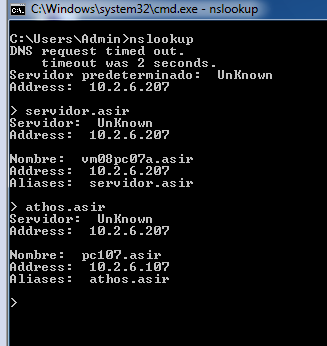 C:\Windows\system32\cmd.exe - nslookup
C:\Users\Admin>nslookup
DNS request timed out.
    timeout was 2 seconds.
Servidor predeterminado:  UnKnown
Address:  10.2.6.207
> servidor.asir
Servidor:  UnKnown
Address:  10.2.6.207
Nombre:  vm08pc07a.asir
Address:  10.2.6.207
Aliases:  servidor.asir
> athos.asir
Servidor:  UnKnown
Address:  10.2.6.207
Nombre:  pc107.asir
Address:  10.2.6.107
Aliases:  athos.asir
>